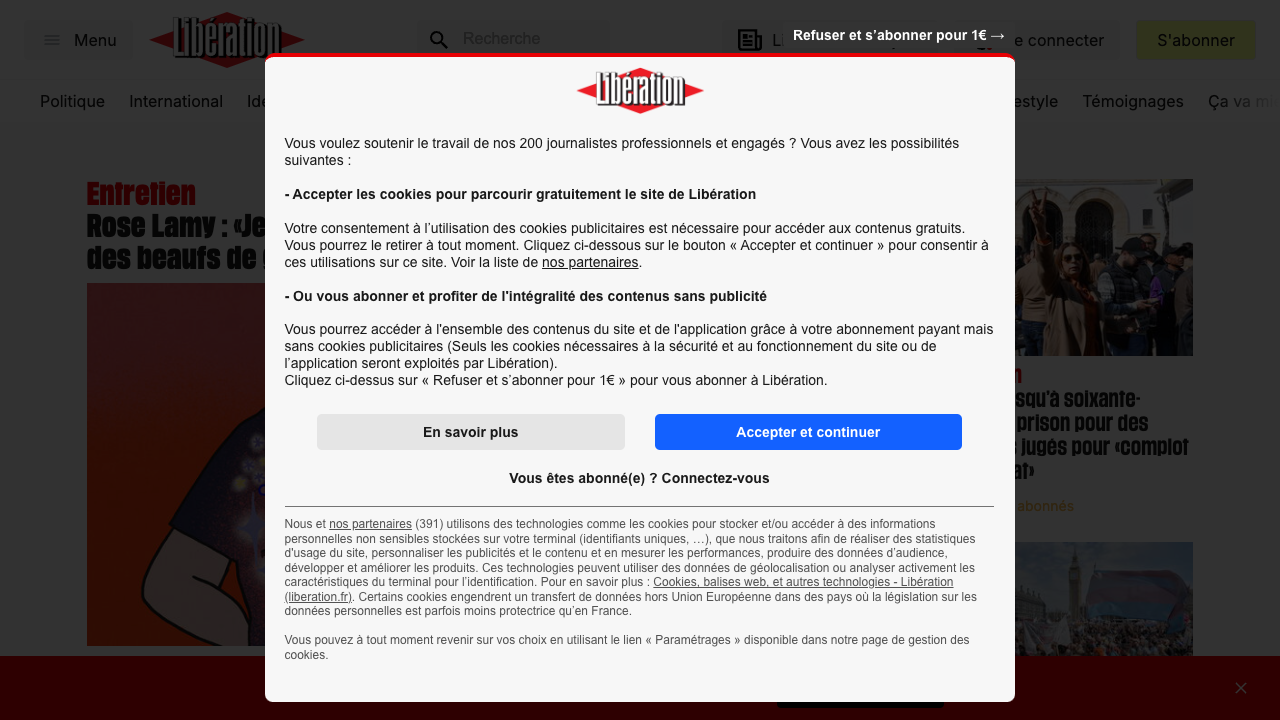 Menu
Libération
Recherche
Refuser et s’abonner pour 1€ →
connecter
S'abonner
Politique
International
Témoignages
Ça va
Libération
Vous voulez soutenir le travail de nos 200 journalistes professionnels et engagés ? Vous avez les possibilités
suivantes :
- Accepter les cookies pour parcourir gratuitement le site de Libération
Votre consentement à l’utilisation des cookies publicitaires est nécessaire pour accéder aux contenus gratuits.
Vous pourrez le retirer à tout moment. Cliquez ci-dessous sur le bouton « Accepter et continuer » pour consentir à
ces utilisations sur ce site. Voir la liste de nos partenaires.
- Ou vous abonner et profiter de l'intégralité des contenus sans publicité
Vous pourrez accéder à l'ensemble des contenus du site et de l'application grâce à votre abonnement payant mais
sans cookies publicitaires (Seuls les cookies nécessaires à la sécurité et au fonctionnement du site ou de
l’application seront exploités par Libération).
Cliquez ci-dessus sur « Refuser et s’abonner pour 1€ » pour vous abonner à Libération.
En savoir plus
Accepter et continuer
Vous êtes abonné(e) ? Connectez-vous
Nous et nos partenaires (391) utilisons des technologies comme les cookies pour stocker et/ou accéder à des informations
personnelles non sensibles stockées sur votre terminal (identifiants uniques, …), que nous traitons afin de réaliser des statistiques
d'usage du site, personnaliser les publicités et le contenu et en mesurer les performances, produire des données d’audience,
développer et améliorer les produits. Ces technologies peuvent utiliser des données de géolocalisation ou analyser activement les
caractéristiques du terminal pour l’identification. Pour en savoir plus : Cookies, balises web, et autres technologies - Libération
(liberation.fr). Certains cookies engendrent un transfert de données hors Union Européenne dans des pays où la législation sur les
données personnelles est parfois moins protectrice qu’en France.
Vous pouvez à tout moment revenir sur vos choix en utilisant le lien « Paramétrages » disponible dans notre page de gestion des
cookies.
Entretien
Rose Lamy : «Je
des beaufs de
squ’à soixante-
prison pour des
jugés pour «complot
at»
abonnés